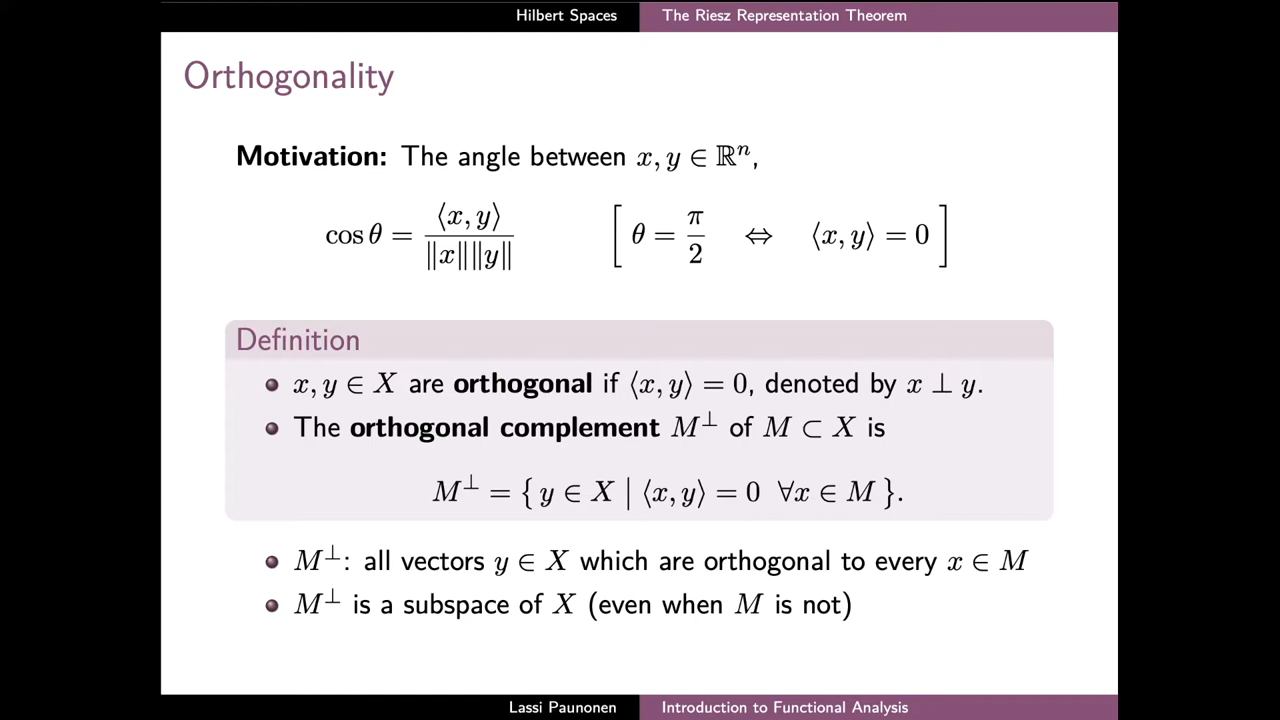 Hilbert Spaces The Riesz Representation Theorem
Orthogonality
Motivation: The angle between x, y ∈ ℝⁿ,
cos θ = ⟨x, y⟩ / ‖x‖‖y‖ [ θ = π/2 ⇔ ⟨x, y⟩ = 0 ]
Definition
• x, y ∈ X are orthogonal if ⟨x, y⟩ = 0, denoted by x ⊥ y.
• The orthogonal complement M^⊥ of M ⊂ X is
M^⊥ = { y ∈ X | ⟨x, y⟩ = 0 ∀x ∈ M }.
• M^⊥: all vectors y ∈ X which are orthogonal to every x ∈ M
• M^⊥ is a subspace of X (even when M is not)
Lassi Paunonen Introduction to Functional Analysis